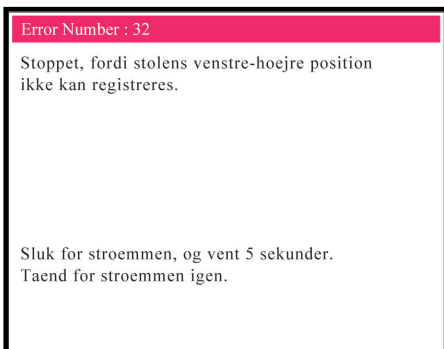 Error Number : 32
Stoppet, fordi stolens venstre-hoejre position
ikke kan registreres.
Sluk for stroemmen, og vent 5 sekunder.
Taend for stroemmen igen.